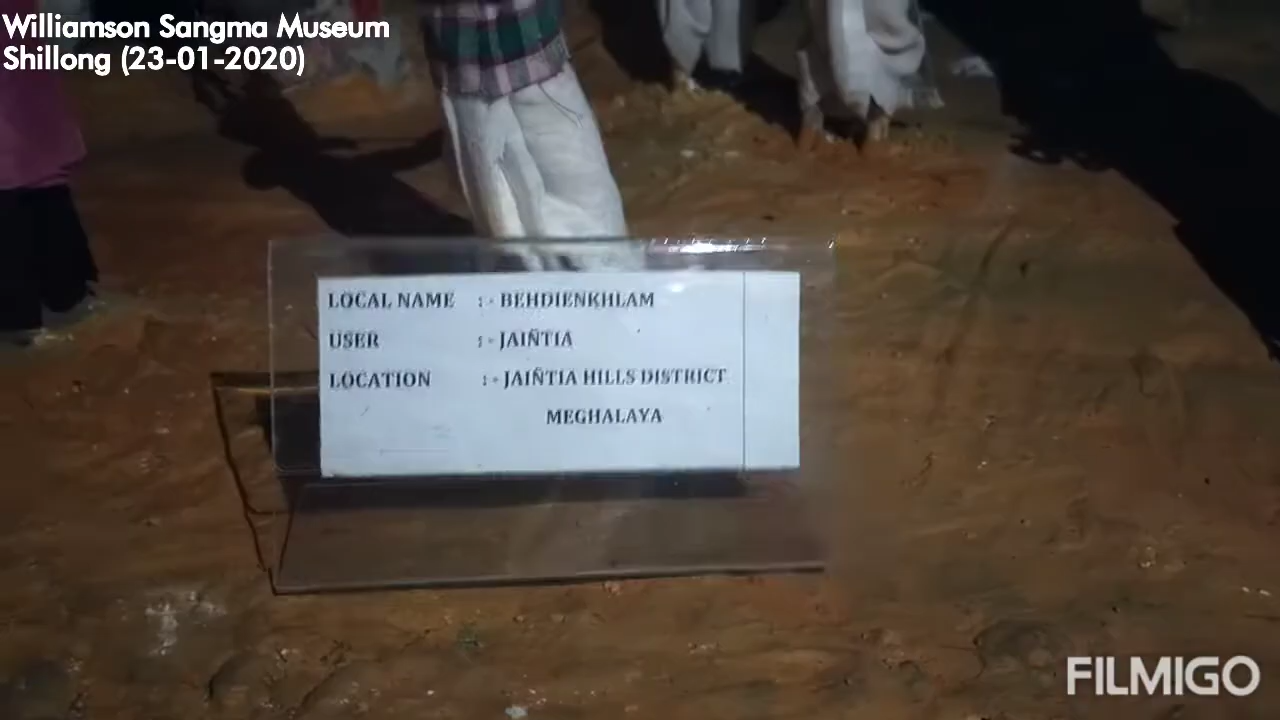 Williamson Sangma Museum
Shillong (23-01-2020)
LOCAL NAME : - BEHDIENKHLAM
USER : - JAIÑTIA
LOCATION : - JAIÑTIA HILLS DISTRICT
MEGHALAYA
FILMIGO